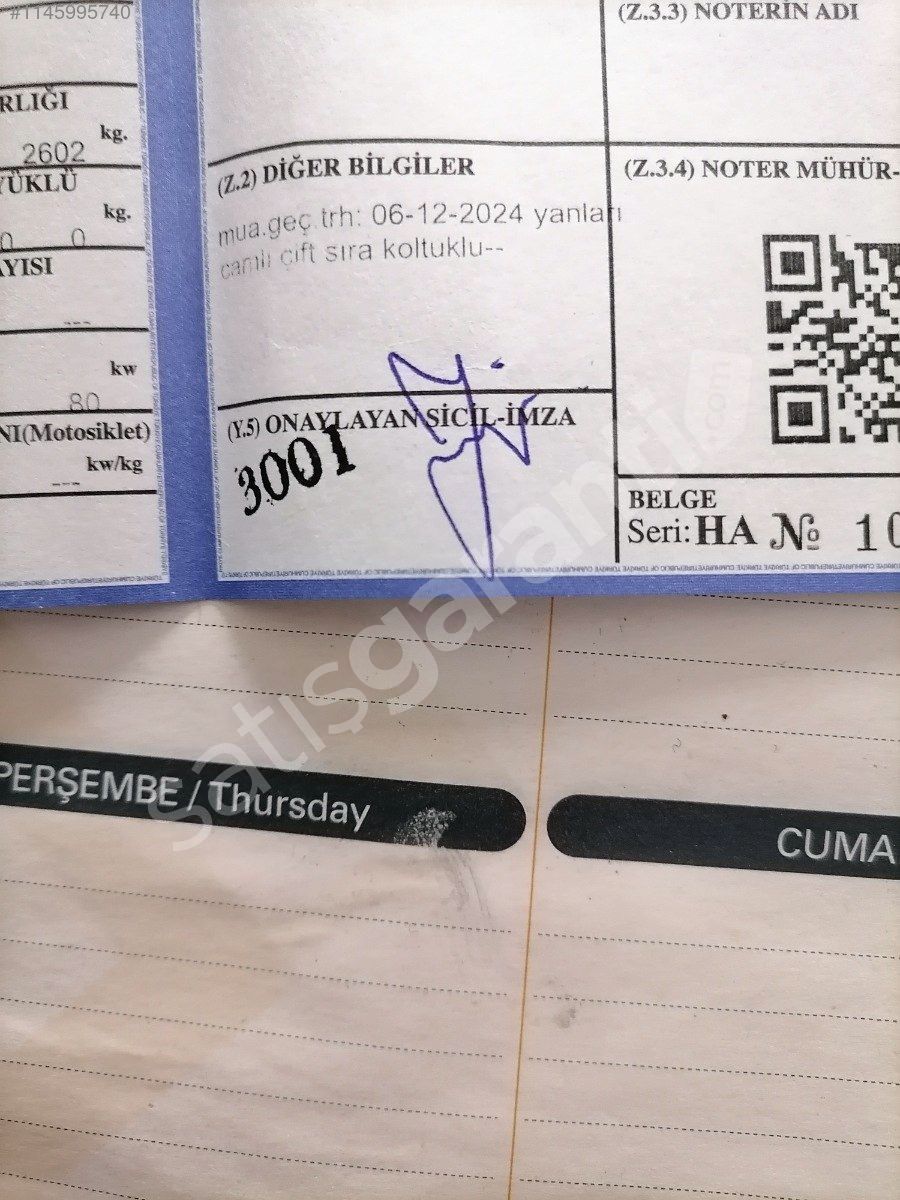 #1145995740
(Z.3.3) NOTERİN ADI
RLIĞI
kg.
2602
YÜKLÜ
kg.
0 0
AYISI
---
kw
80
NI(Motosiklet)
kw/kg
---
(Z.2) DİĞER BİLGİLER
mua.geç.trh: 06-12-2024 yanları
camlı çift sıra koltuklu--
(Y.5) ONAYLAYAN SİCİL-İMZA
3001
(Z.3.4) NOTER MÜHÜR-
BELGE
Seri: HA № 10
satışgaranti
PERŞEMBE / Thursday
CUMA